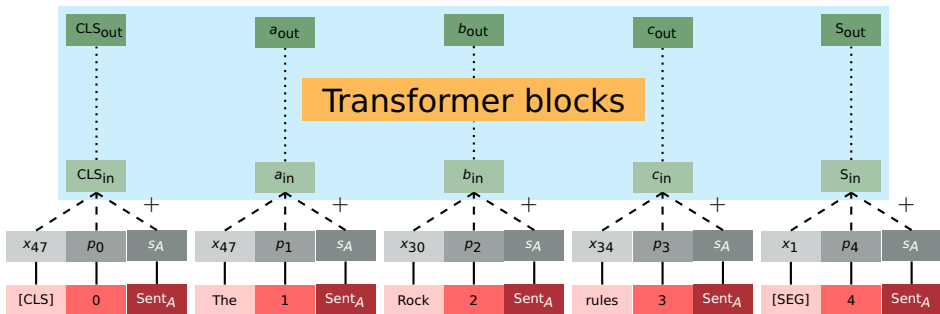 CLSout aout bout cout Sout
Transformer blocks
CLSin ain bin cin Sin
+ + + + +
x47 p0 sA x47 p1 sA x30 p2 sA x34 p3 sA x1 p4 sA
[CLS] 0 SentA The 1 SentA Rock 2 SentA rules 3 SentA [SEG] 4 SentA